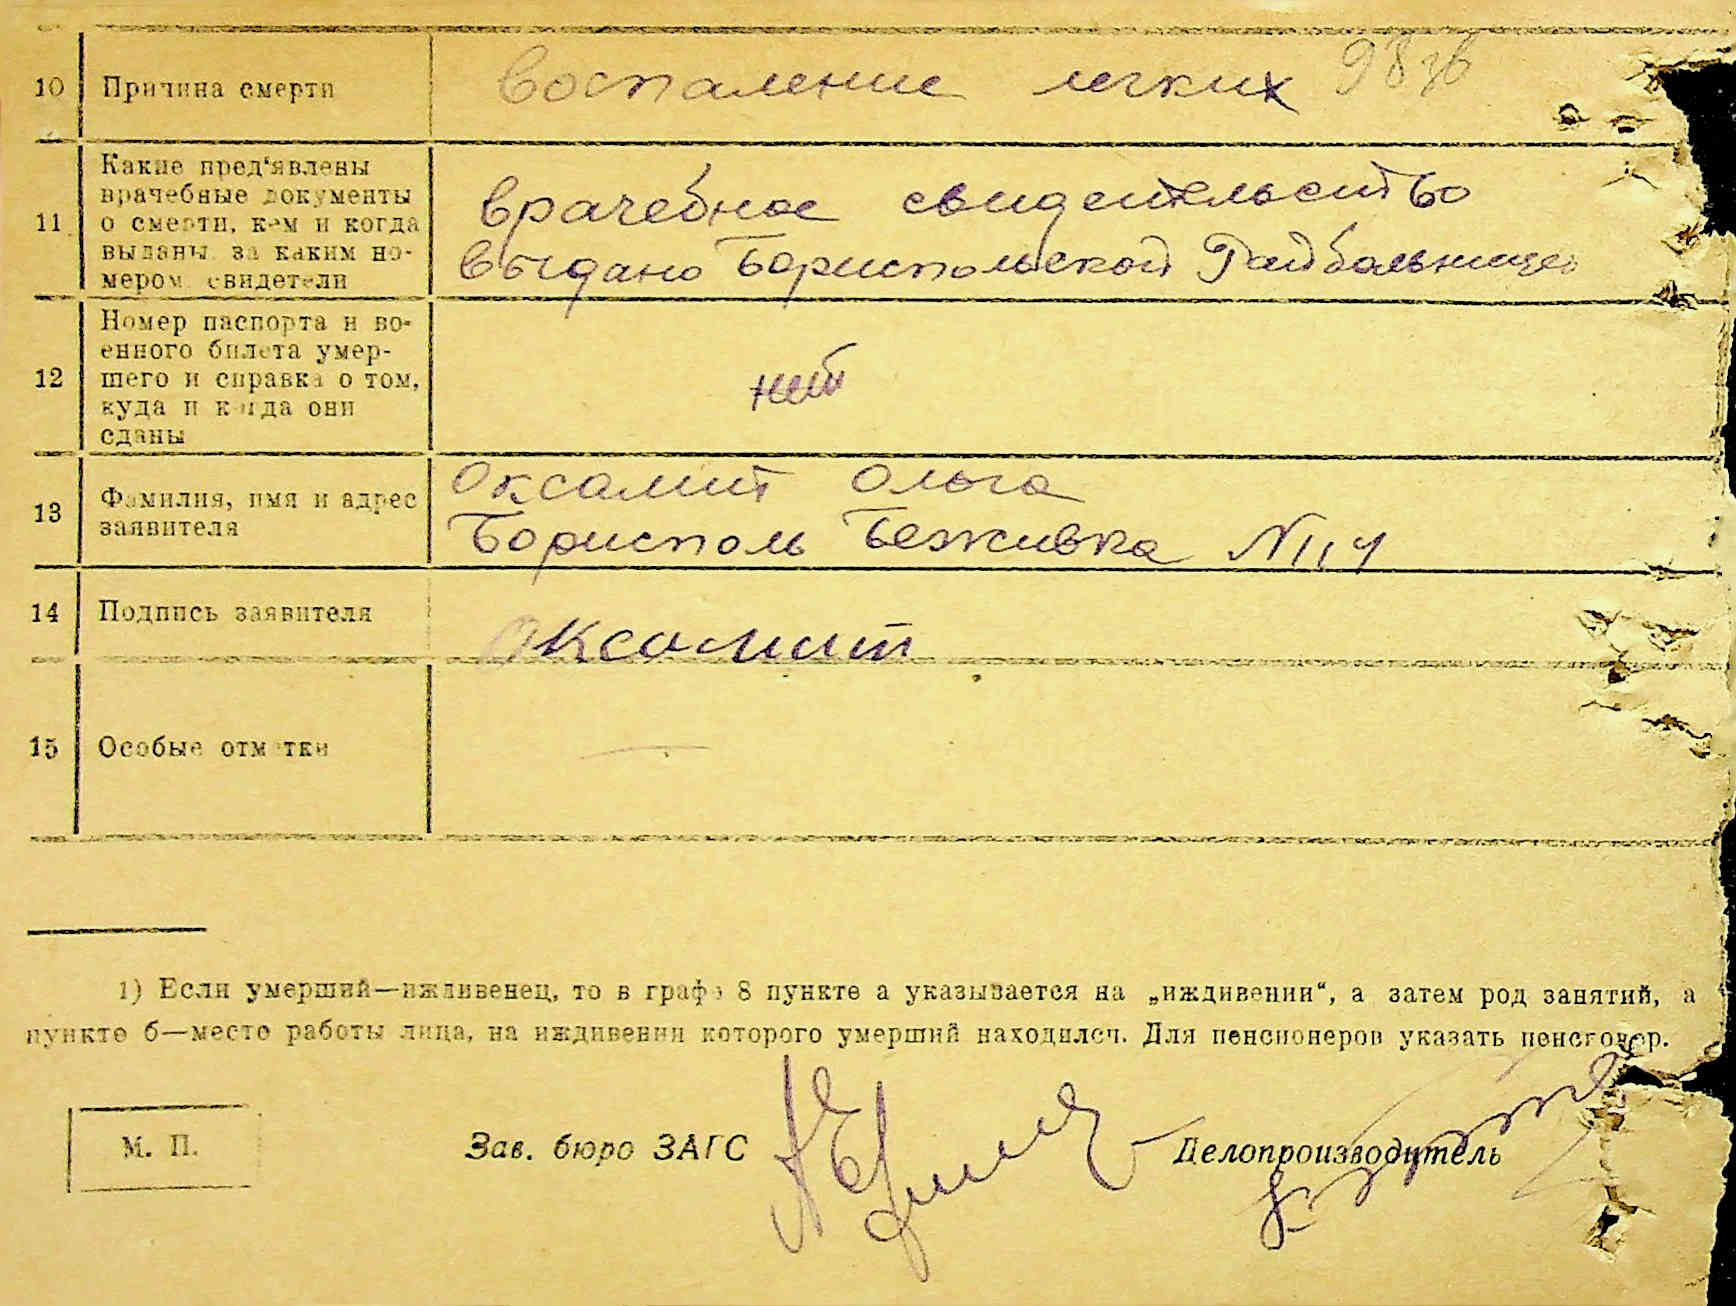 10 Причина смерти воспаление легких
11 Какие пред'явлены врачебное свидетельство
врачебные документы выдано Бориспольской Райбольницей
о смерти, кем и когда
выданы за каким но-
мером свидетели
12 Номер паспорта и во- нет
енного билета умер-
шего и справка о том,
куда и когда они
сданы
13 Фамилия, имя и адрес Оксамит Ольга
заявителя Борисполь Безживка
14 Подпись заявителя Оксамит
15 Особые отметки —
1) Если умерший—иждивенец, то в графе 8 пункте а указывается на „иждивении“, а затем род занятий, а
пункте б—место работы лица, на иждивении которого умерший находился. Для пенсионеров указать
М. П. Зав. бюро ЗАГС Делопроизводитель